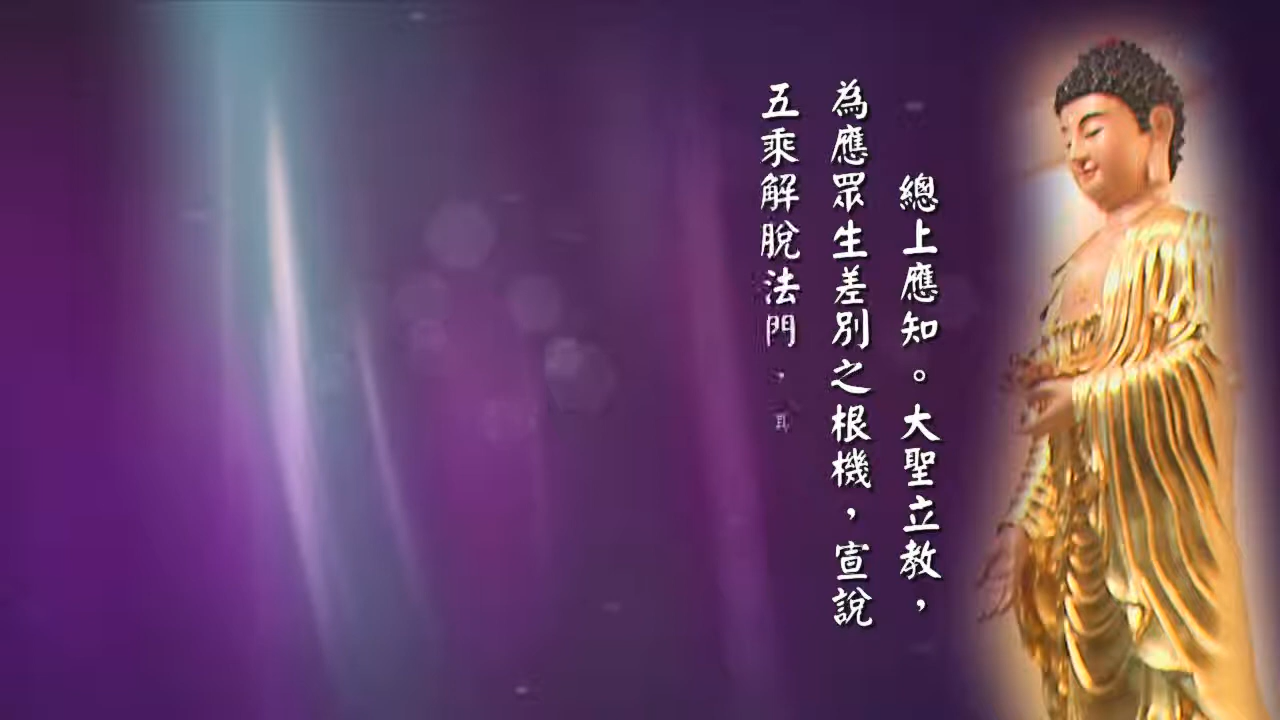 總上應知。大聖立教，
為應眾生差別之根機，宣說
五乘解脫法門，